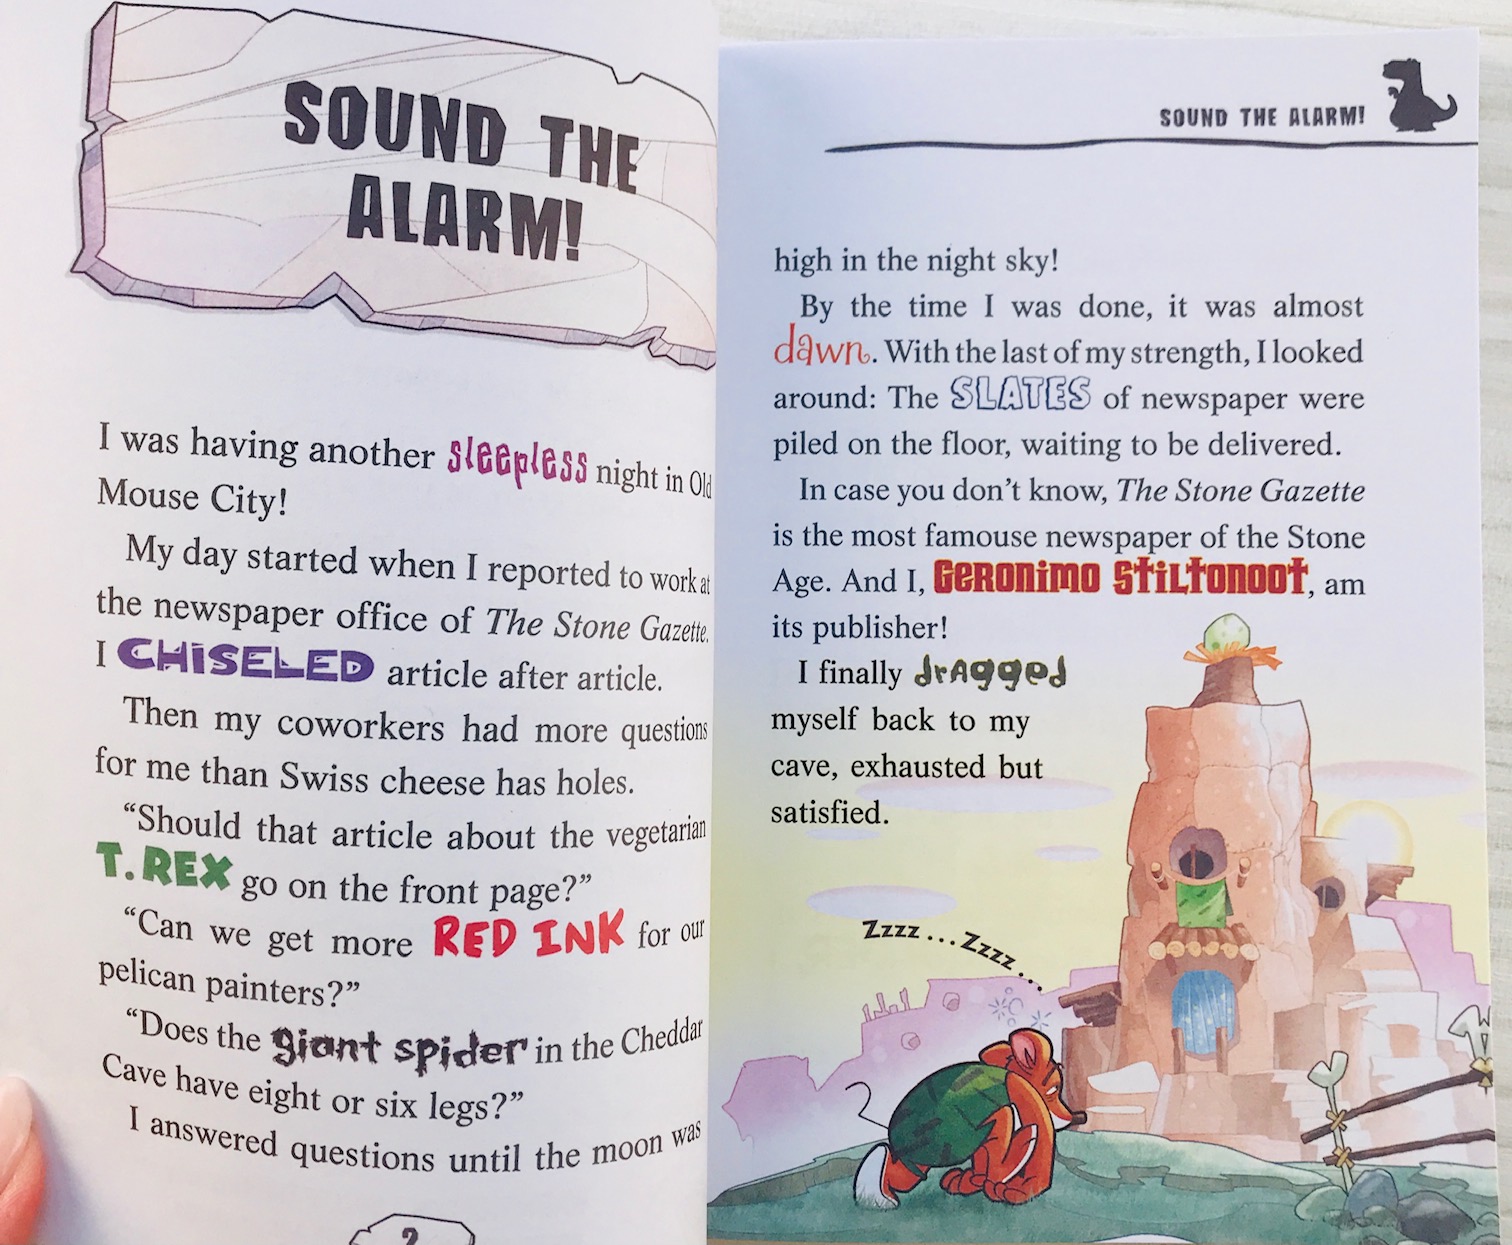 SOUND THE
ALARM!
I was having another sleepless night in Old
Mouse City!
My day started when I reported to work at
the newspaper office of The Stone Gazette.
I CHISELED article after article.
Then my coworkers had more questions
for me than Swiss cheese has holes.
“Should that article about the vegetarian
T. REX go on the front page?”
“Can we get more RED INK for our
pelican painters?”
“Does the giant spider in the Cheddar
Cave have eight or six legs?”
I answered questions until the moon was
2
SOUND THE ALARM!
high in the night sky!
By the time I was done, it was almost
dawn. With the last of my strength, I looked
around: The SLATES of newspaper were
piled on the floor, waiting to be delivered.
In case you don’t know, The Stone Gazette
is the most famouse newspaper of the Stone
Age. And I, GERONIMO STILTONOOT, am
its publisher!
I finally dragged
myself back to my
cave, exhausted but
satisfied.
Zzzz . . . Zzzz . . .